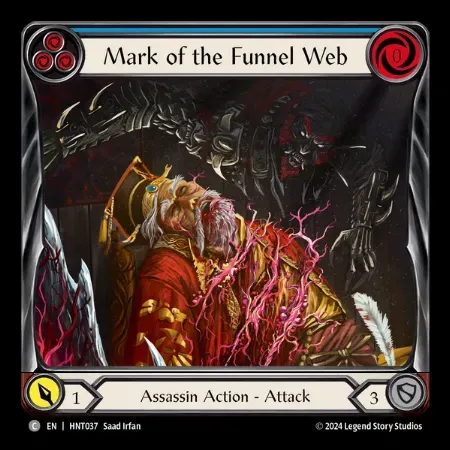 Mark of the Funnel Web
0
1
Assassin Action - Attack
3
C EN | HNT037 Saad Irfan
© 2024 Legend Story Studios